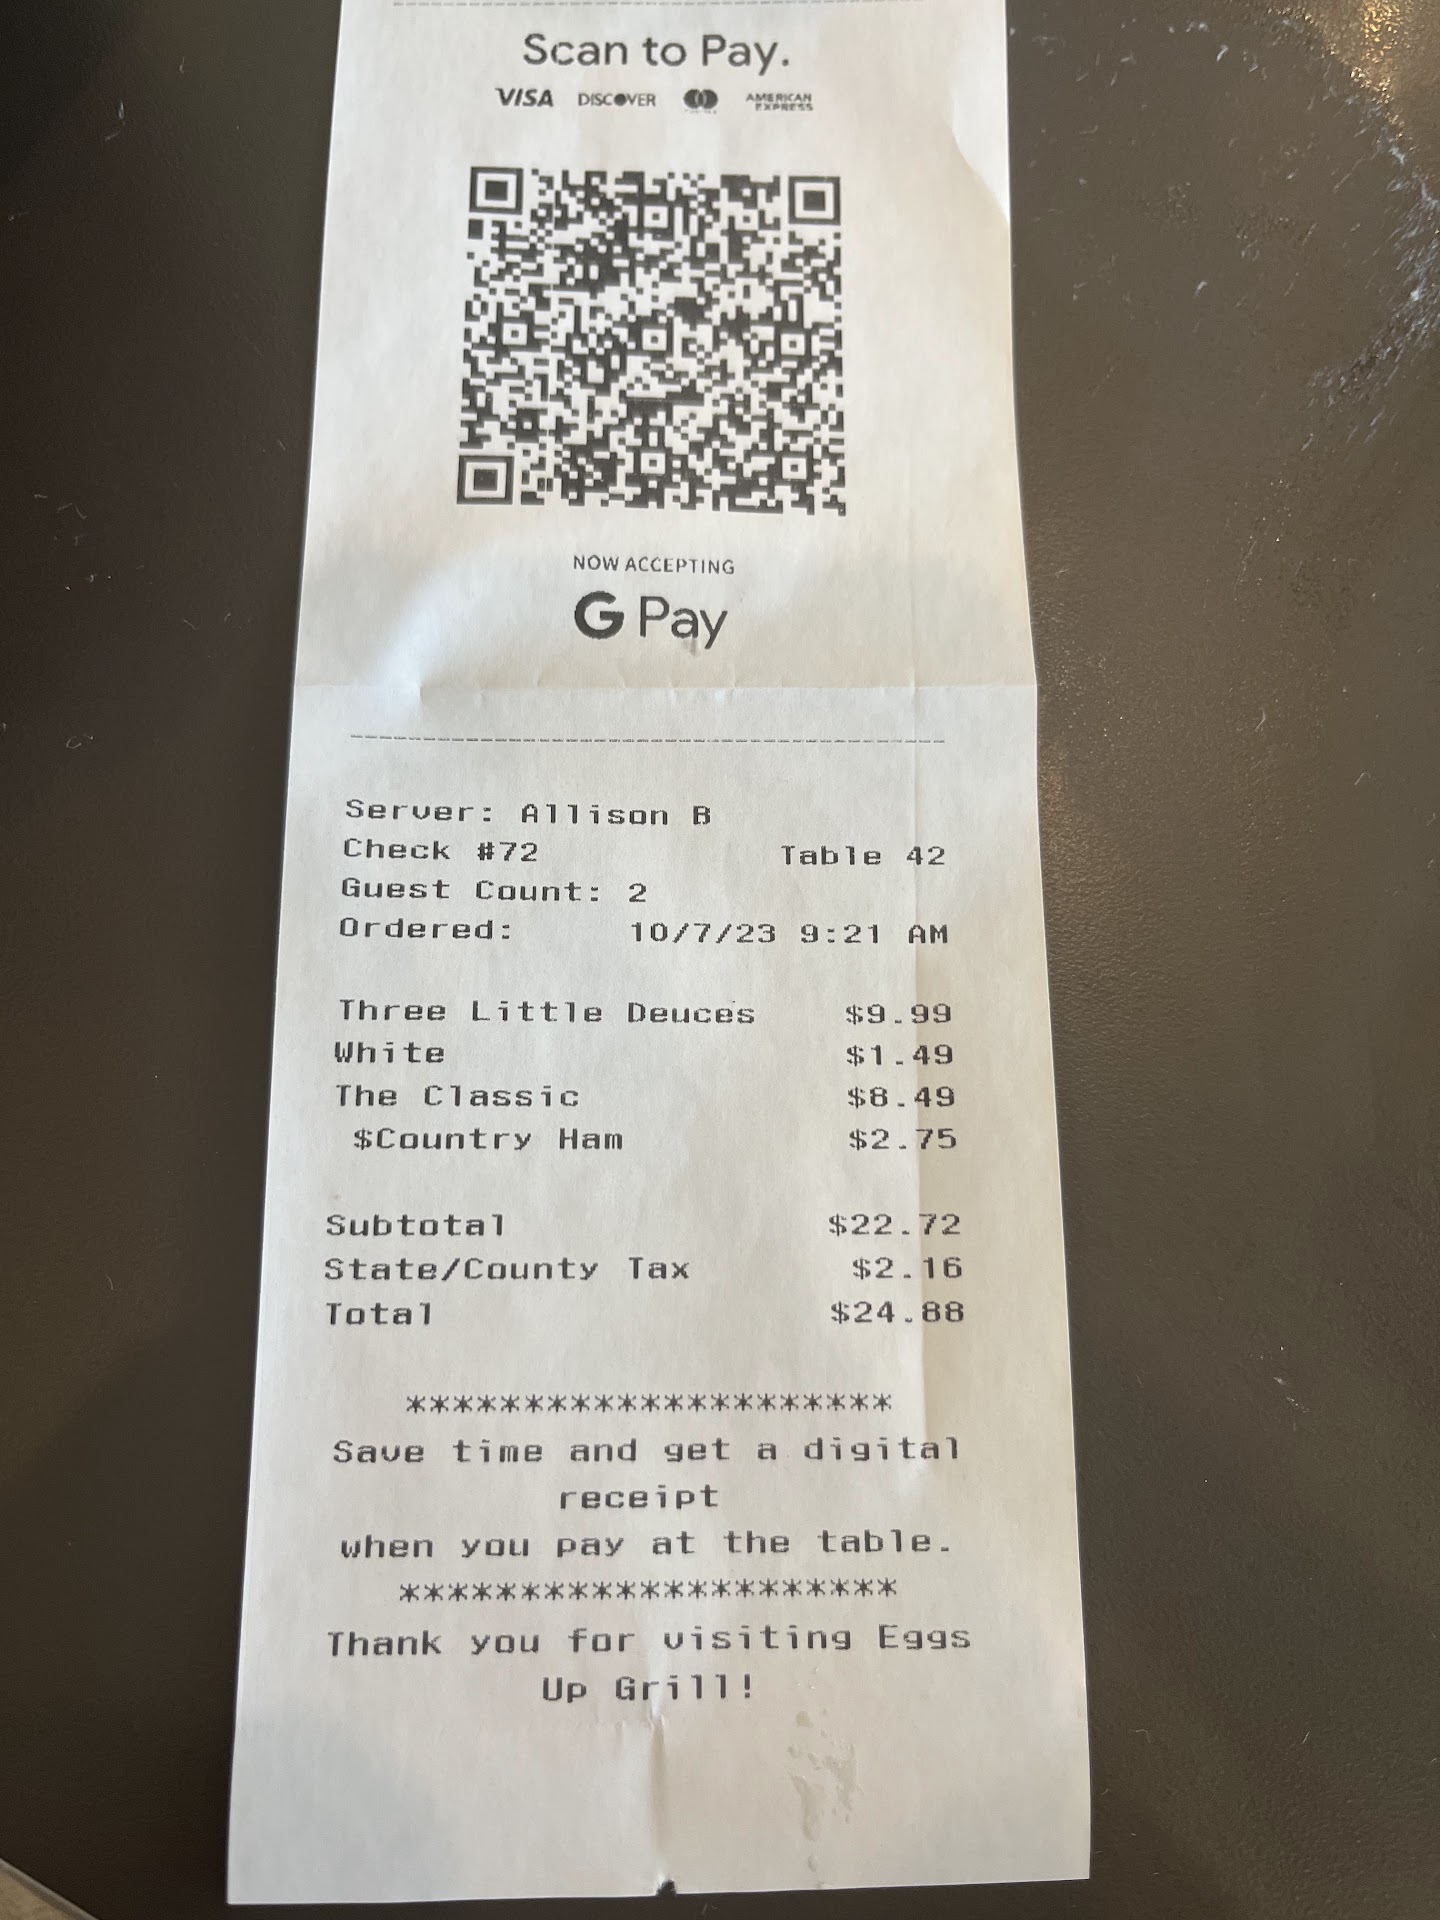 Scan to Pay.
VISA DISCOVER AMERICAN EXPRESS
NOW ACCEPTING
G Pay
Server: Allison B
Check #72 Table 42
Guest Count: 2
Ordered: 10/7/23 9:21 AM
Three Little Deuces $9.99
White $1.49
The Classic $8.49
$Country Ham $2.75
Subtotal $22.72
State/County Tax $2.16
Total $24.88
*********************
Save time and get a digital
receipt
when you pay at the table.
*********************
Thank you for visiting Eggs
Up Grill!